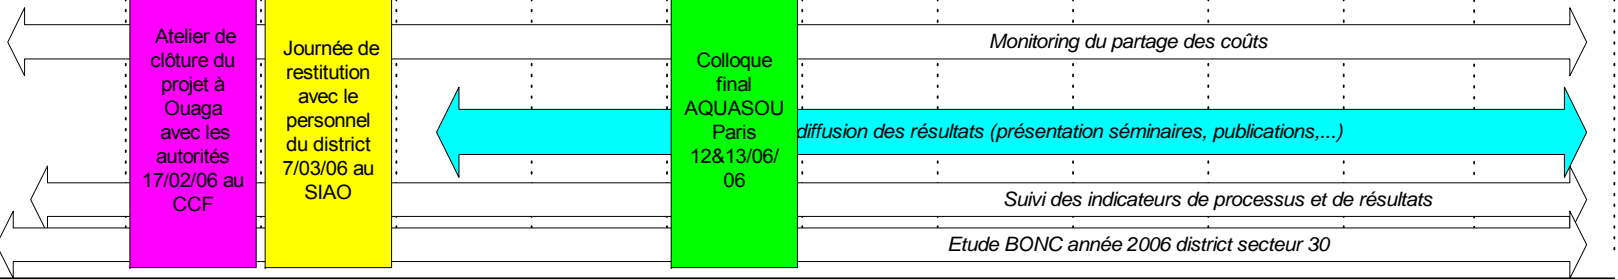 Atelier de
clôture du
projet à
Ouaga
avec les
autorités
17/02/06 au
CCF
Journée de
restitution
avec le
personnel
du district
7/03/06 au
SIAO
Colloque
final
AQUASOU
Paris
12&13/06/
06
Monitoring du partage des coûts
diffusion des résultats (présentation séminaires, publications,...)
Suivi des indicateurs de processus et de résultats
Etude BONC année 2006 district secteur 30